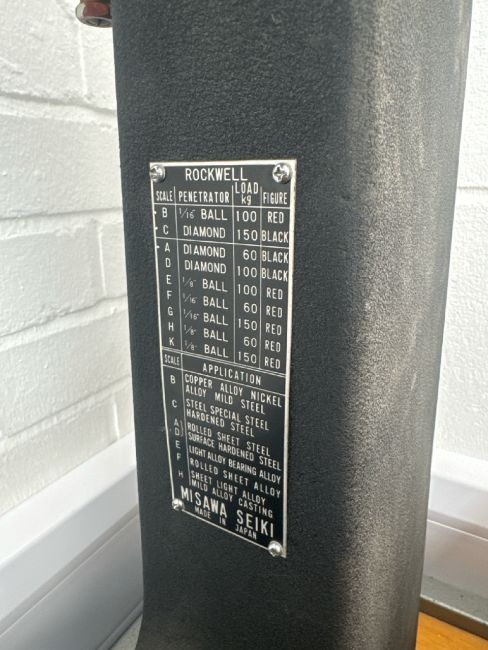 ROCKWELL
SCALE PENETRATOR LOAD kg FIGURE
B 1/16" BALL 100 RED
C DIAMOND 150 BLACK
A DIAMOND 60 BLACK
D DIAMOND 100 BLACK
E 1/8" BALL 100 RED
F 1/16" BALL 60 RED
G 1/16" BALL 150 RED
H 1/8" BALL 60 RED
K 1/8" BALL 150 RED
SCALE APPLICATION
B COPPER ALLOY NICKEL
ALLOY MILD STEEL
C STEEL SPECIAL STEEL
HARDENED STEEL
A ROLLED SHEET STEEL
D SURFACE HARDENED STEEL
E LIGHT ALLOY BEARING ALLOY
F ROLLED SHEET ALLOY
H SHEET LIGHT ALLOY
MILD ALLOY CASTING
MISAWA SEIKI
MADE IN JAPAN